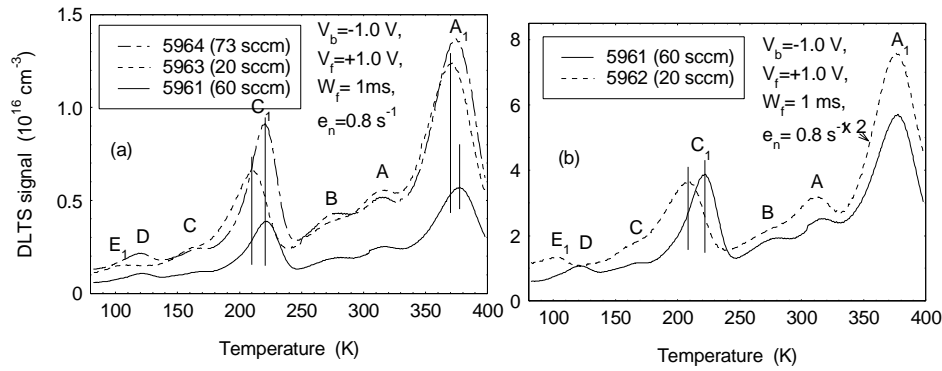 DLTS signal (10^16 cm^-3)
1.5
1.0
0.5
0
5964 (73 sccm)
5963 (20 sccm)
5961 (60 sccm)
V_b=-1.0 V,
V_f=+1.0 V,
W_f= 1ms,
e_n=0.8 s^-1
A_1
C_1
(a)
E_1
D
C
B
A
100 150 200 250 300 350 400
Temperature (K)
8
6
4
2
0
5961 (60 sccm)
5962 (20 sccm)
V_b=-1.0 V,
V_f=+1.0 V,
W_f= 1 ms,
e_n=0.8 s^-1
x 2
A_1
(b)
C_1
E_1
D
C
B
A
100 150 200 250 300 350 400
Temperature (K)